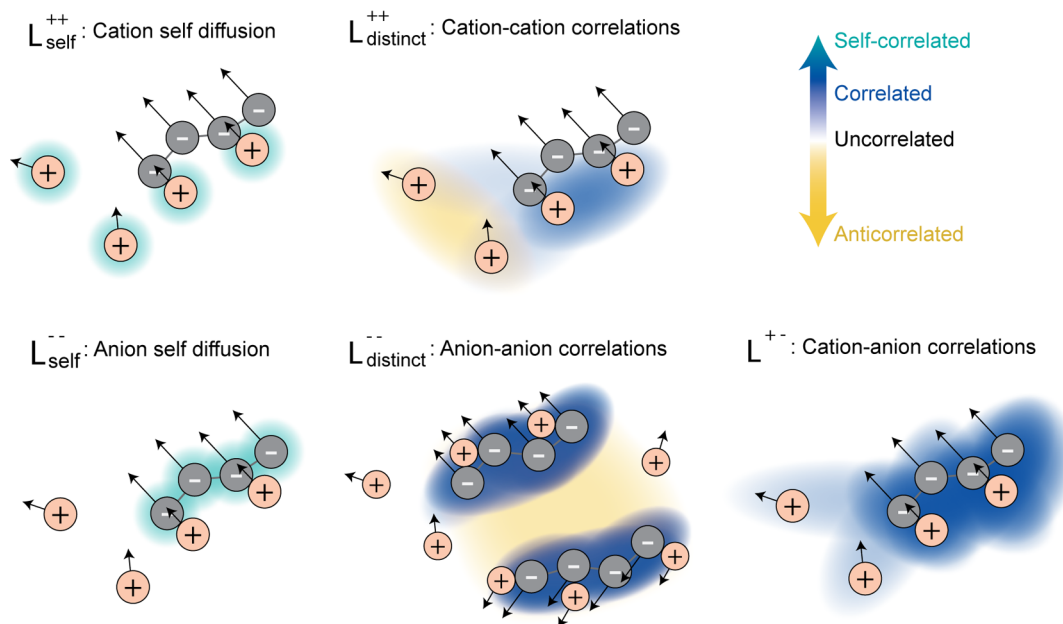 L^{++}_{self} : Cation self diffusion
L^{++}_{distinct} : Cation-cation correlations
Self-correlated
Correlated
Uncorrelated
Anticorrelated
L^{--}_{self} : Anion self diffusion
L^{--}_{distinct} : Anion-anion correlations
L^{+-} : Cation-anion correlations